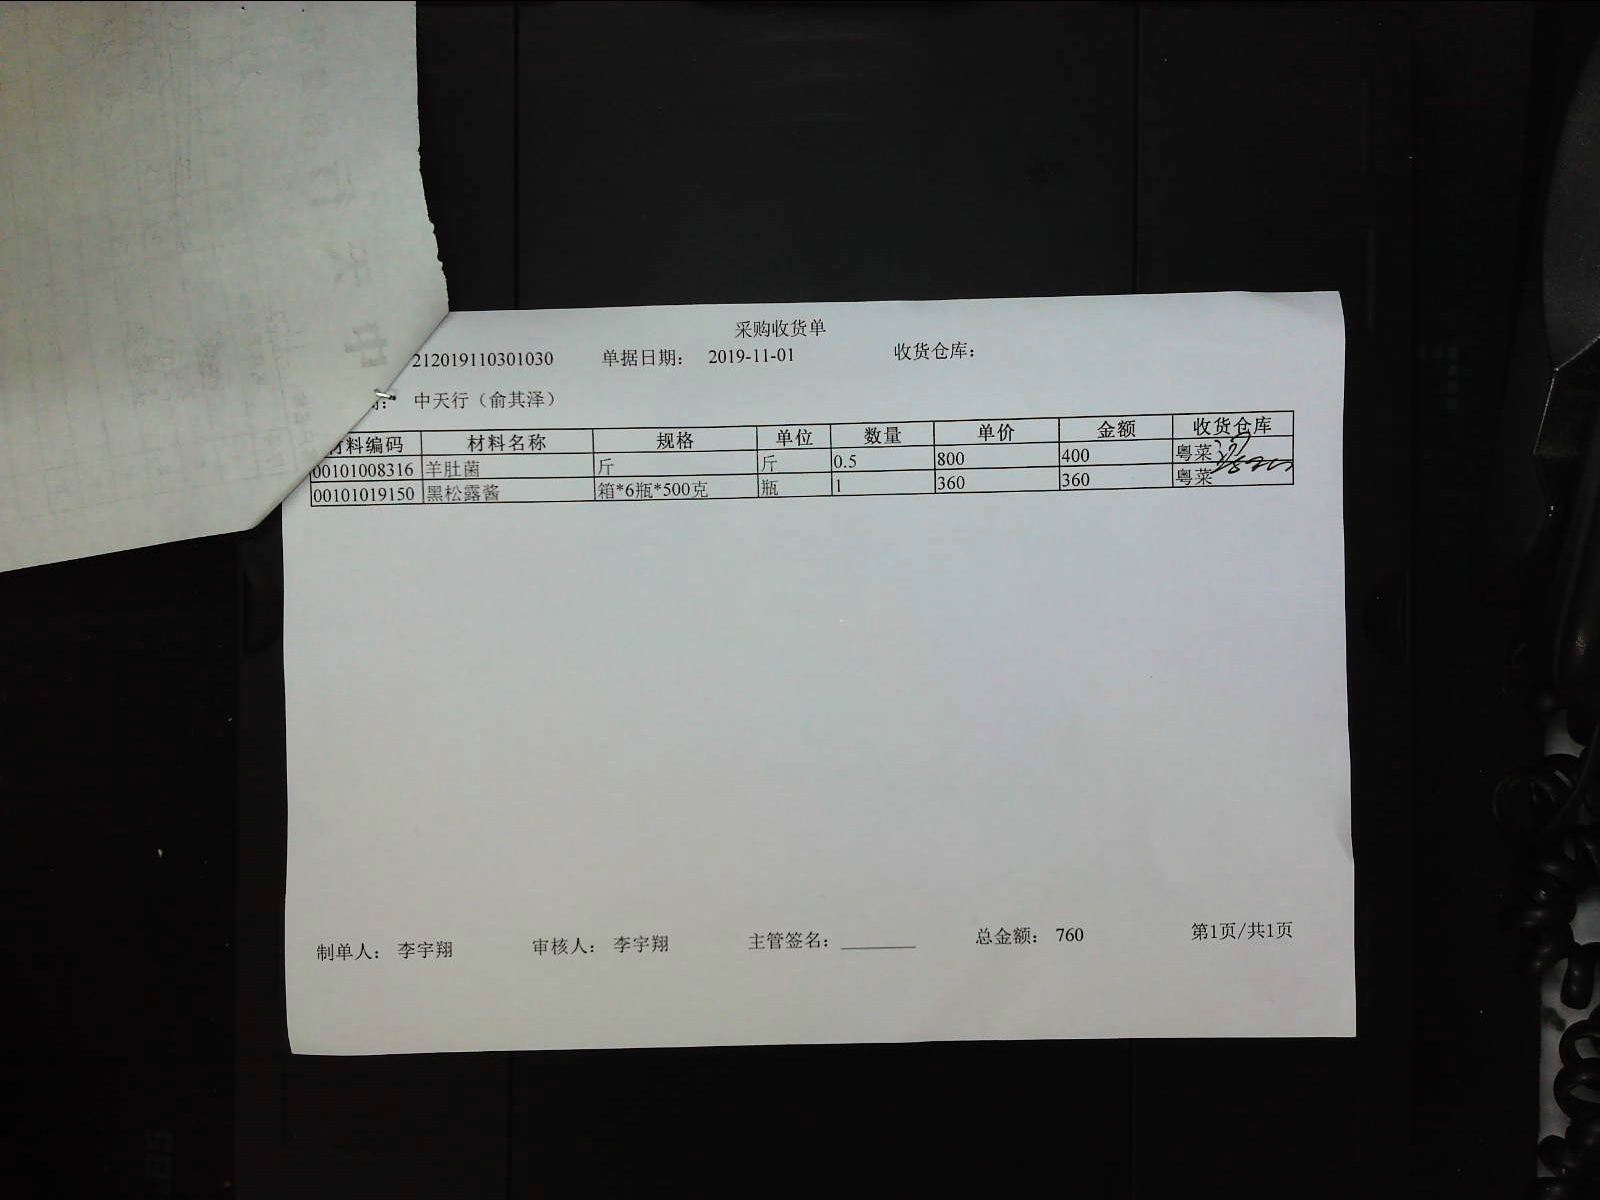 采购收货单
212019110301030 单据日期： 2019-11-01 收货仓库：
中天行（俞其泽）
材料编码 材料名称 规格 单位 数量 单价 金额 收货仓库
00101008316 羊肚菌 斤 斤 0.5 800 400 粤菜
00101019150 黑松露酱 箱*6瓶*500克 瓶 1 360 360 粤菜
制单人： 李宇翔 审核人： 李宇翔 主管签名： 总金额： 760 第1页/共1页